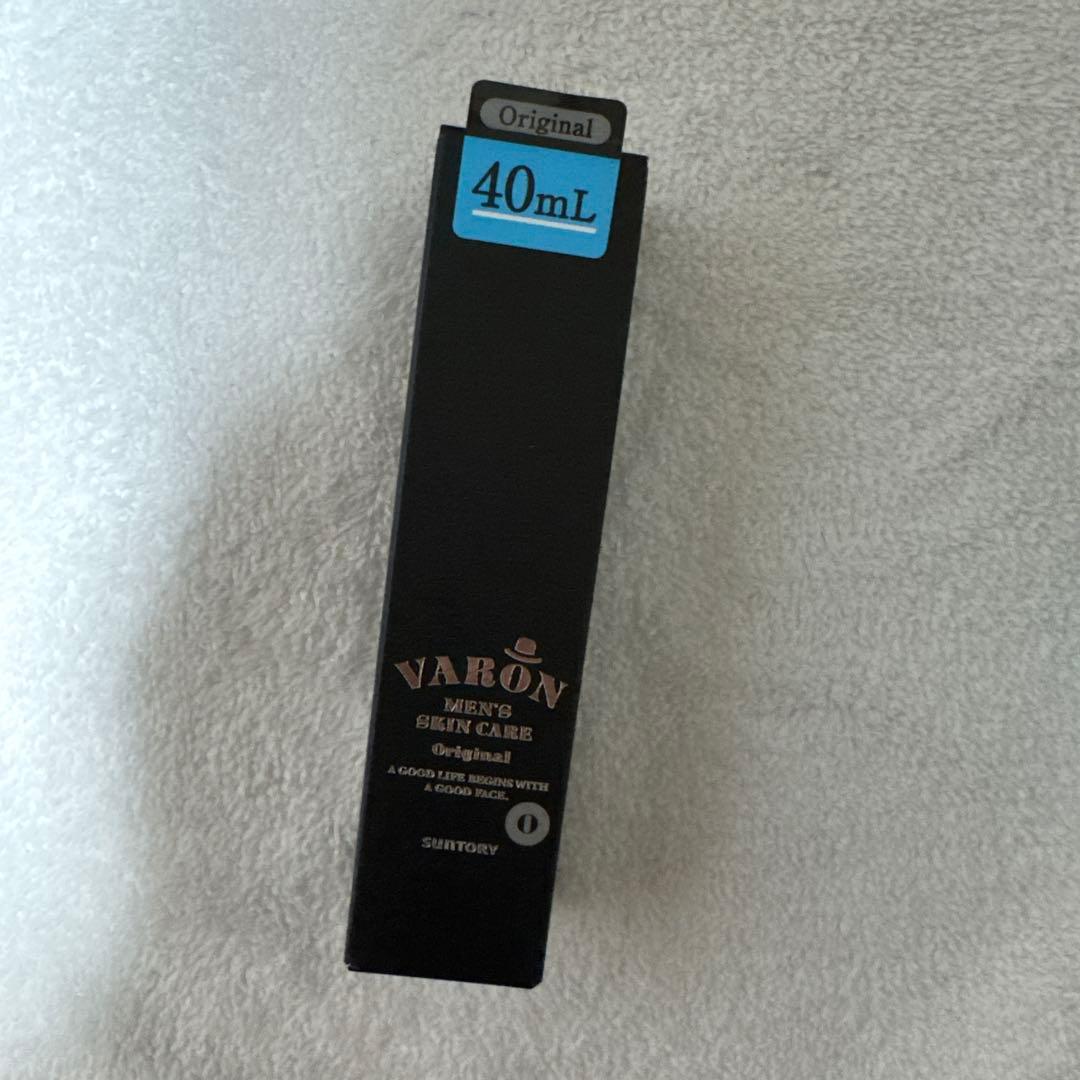 Original
40mL
VARON
MEN'S
SKIN CARE
Original
A GOOD LIFE BEGINS WITH
A GOOD FACE.
O
SUNTORY